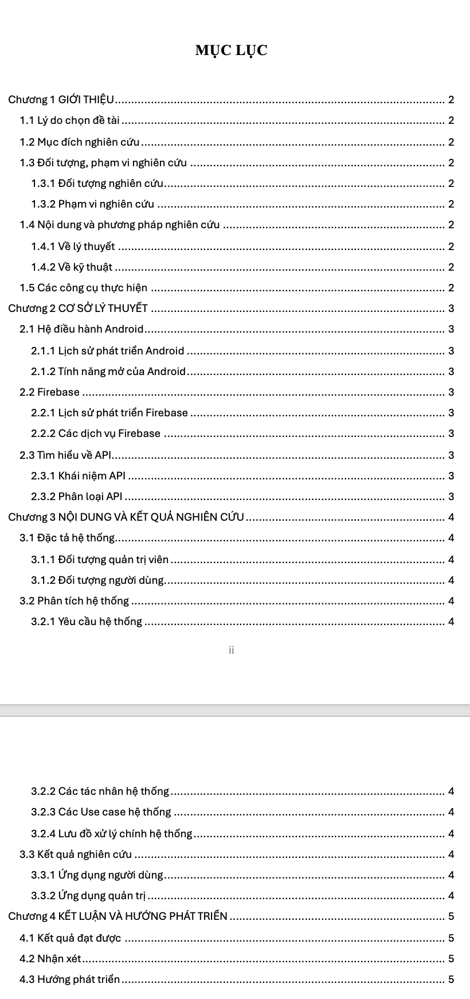 MỤC LỤC
Chương 1 GIỚI THIỆU.................................................................................................... 2
1.1 Lý do chọn đề tài.................................................................................................... 2
1.2 Mục đích nghiên cứu.................................................................................................... 2
1.3 Đối tượng, phạm vi nghiên cứu .................................................................................................... 2
1.3.1 Đối tượng nghiên cứu.................................................................................................... 2
1.3.2 Phạm vi nghiên cứu .................................................................................................... 2
1.4 Nội dung và phương pháp nghiên cứu .................................................................................................... 2
1.4.1 Về lý thuyết .................................................................................................... 2
1.4.2 Về kỹ thuật .................................................................................................... 2
1.5 Các công cụ thực hiện .................................................................................................... 2
Chương 2 CƠ SỞ LÝ THUYẾT .................................................................................................... 3
2.1 Hệ điều hành Android.................................................................................................... 3
2.1.1 Lịch sử phát triển Android .................................................................................................... 3
2.1.2 Tính năng mở của Android.................................................................................................... 3
2.2 Firebase .................................................................................................... 3
2.2.1 Lịch sử phát triển Firebase .................................................................................................... 3
2.2.2 Các dịch vụ Firebase .................................................................................................... 3
2.3 Tìm hiểu về API.................................................................................................... 3
2.3.1 Khái niệm API .................................................................................................... 3
2.3.2 Phân loại API .................................................................................................... 3
Chương 3 NỘI DUNG VÀ KẾT QUẢ NGHIÊN CỨU.................................................................................................... 4
3.1 Đặc tả hệ thống.................................................................................................... 4
3.1.1 Đối tượng quản trị viên .................................................................................................... 4
3.1.2 Đối tượng người dùng.................................................................................................... 4
3.2 Phân tích hệ thống .................................................................................................... 4
3.2.1 Yêu cầu hệ thống .................................................................................................... 4
ii
3.2.2 Các tác nhân hệ thống.................................................................................................... 4
3.2.3 Các Use case hệ thống .................................................................................................... 4
3.2.4 Lưu đồ xử lý chính hệ thống.................................................................................................... 4
3.3 Kết quả nghiên cứu .................................................................................................... 4
3.3.1 Ứng dụng người dùng.................................................................................................... 4
3.3.2 Ứng dụng quản trị.................................................................................................... 4
Chương 4 KẾT LUẬN VÀ HƯỚNG PHÁT TRIỂN .................................................................................................... 5
4.1 Kết quả đạt được .................................................................................................... 5
4.2 Nhận xét.................................................................................................... 5
4.3 Hướng phát triển.................................................................................................... 5